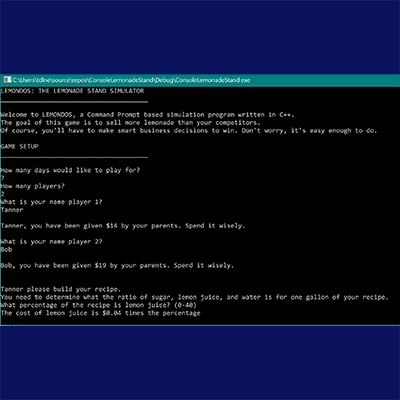 C:\Users\tdlne\source\repos\ConsoleLemonadeStand\Debug\ConsoleLemonadeStand.exe
LEMONDOS: THE LEMONADE STAND SIMULATOR
Welcome to LEMONDOS, a Command Prompt based simulation program written in C++.
The goal of this game is to sell more lemonade than your competitors.
Of course, you'll have to make smart business decisions to win. Don't worry, it's easy enough to do.
GAME SETUP
How many days would like to play for?
7
How many players?
2
What is your name player 1?
Tanner
Tanner, you have been given $14 by your parents. Spend it wisely.
What is your name player 2?
Bob
Bob, you have been given $19 by your parents. Spend it wisely.
Tanner please build your recipe.
You need to determine what the ratio of sugar, lemon juice, and water is for one gallon of your recipe.
What percentage of the recipe is lemon juice? (0-40)
The cost of lemon juice is $0.04 times the percentage